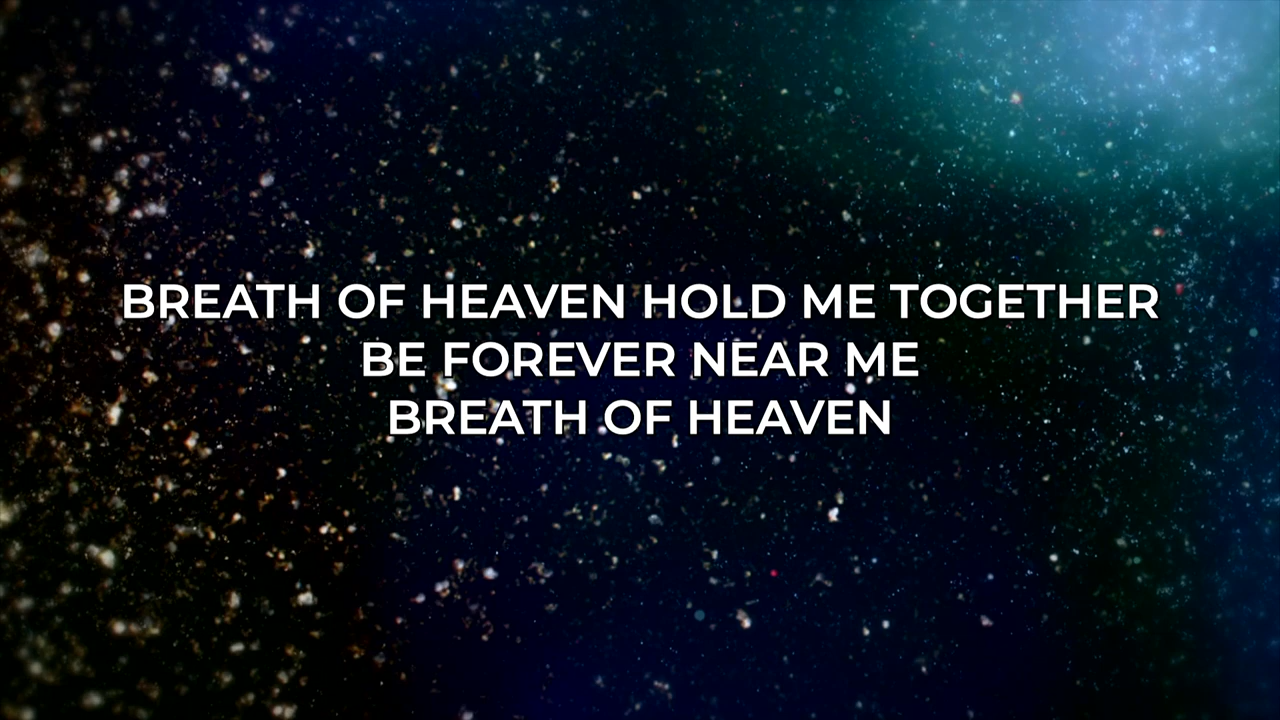 BREATH OF HEAVEN HOLD ME TOGETHER
BE FOREVER NEAR ME
BREATH OF HEAVEN